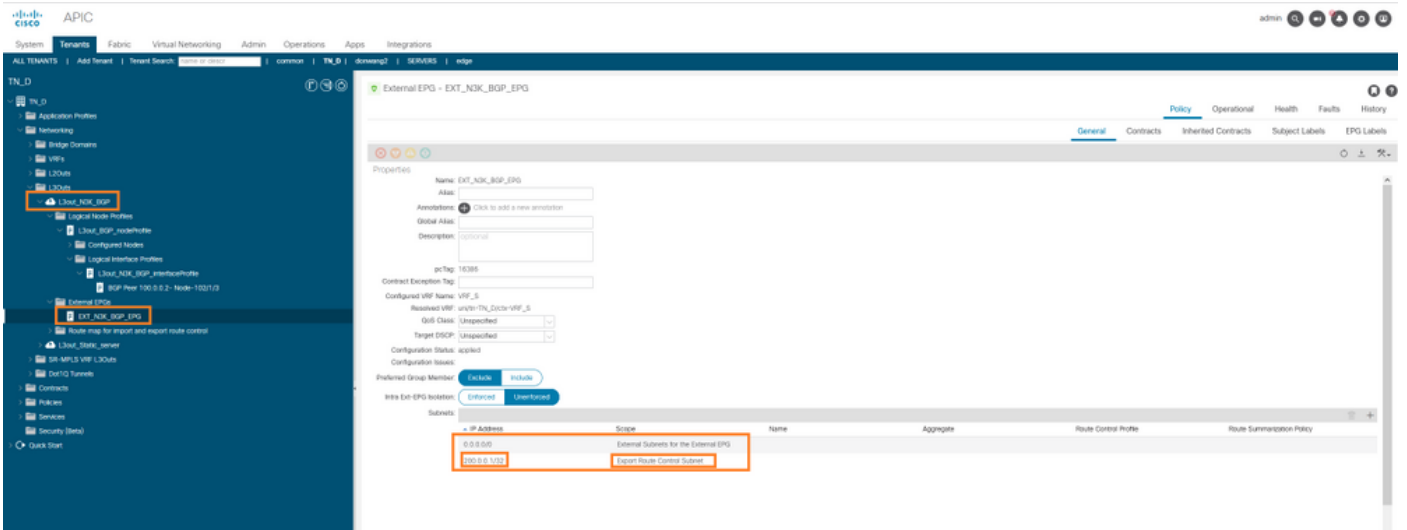 CISCO APIC admin
System Tenants Fabric Virtual Networking Admin Operations Apps Integrations
ALL TENANTS | Add Tenant | Tenant Search: name or descr | common | TN_D | donwang2 | SERVERS | edge
TN_D
TN_D
Application Profiles
Networking
Bridge Domains
VRFs
L2Outs
L3Outs
L3out_N3K_BGP
Logical Node Profiles
L3out_BGP_nodeProfile
Configured Nodes
Logical Interface Profiles
L3out_N3K_BGP_interfaceProfile
BGP Peer 100.0.0.2- Node-102/1/3
External EPGs
EXT_N3K_BGP_EPG
Route map for import and export route control
L3out_Static_server
SR-MPLS VRF L3Outs
Dot1Q Tunnels
Contracts
Policies
Services
Security (Beta)
Quick Start
External EPG - EXT_N3K_BGP_EPG
Policy Operational Health Faults History
General Contracts Inherited Contracts Subject Labels EPG Labels
Properties
Name: EXT_N3K_BGP_EPG
Alias:
Annotations: Click to add a new annotation
Global Alias:
Description: optional
pcTag: 16386
Contract Exception Tag:
Configured VRF Name: VRF_S
Resolved VRF: uni/tn-TN_D/ctx-VRF_S
QoS Class: Unspecified
Target DSCP: Unspecified
Configuration Status: applied
Configuration Issues:
Preferred Group Member: Exclude Include
Intra Ext-EPG Isolation: Enforced Unenforced
Subnets:
IP Address Scope Name Aggregate Route Control Profile Route Summarization Policy
0.0.0.0/0 External Subnets for the External EPG
200.0.0.1/32 Export Route Control Subnet